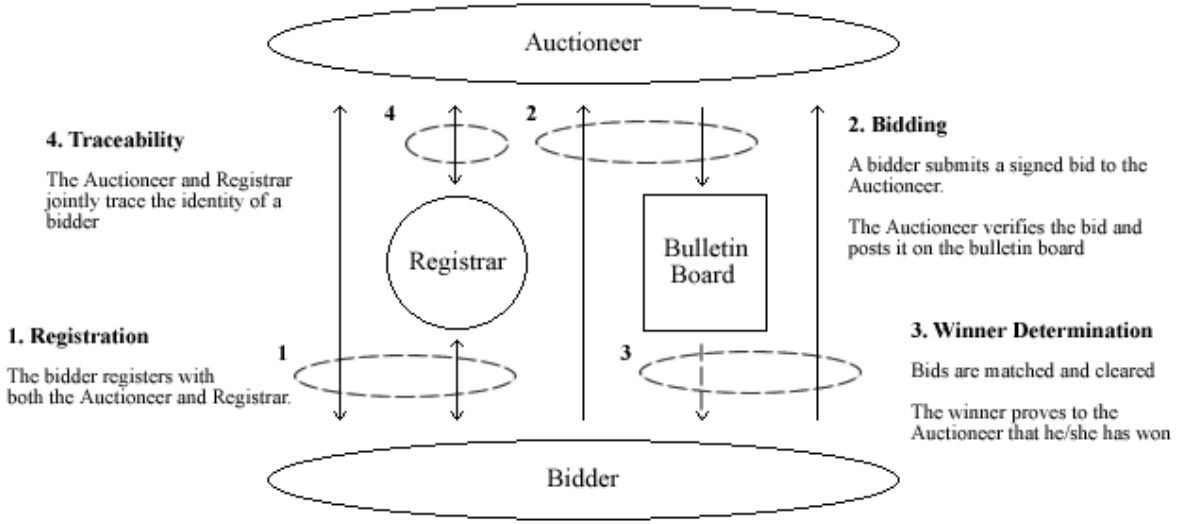 Auctioneer
4
2
4. Traceability
The Auctioneer and Registrar
jointly trace the identity of a
bidder
2. Bidding
A bidder submits a signed bid to the
Auctioneer.
The Auctioneer verifies the bid and
posts it on the bulletin board
Registrar
Bulletin
Board
1. Registration
The bidder registers with
both the Auctioneer and Registrar.
1
3
3. Winner Determination
Bids are matched and cleared
The winner proves to the
Auctioneer that he/she has won
Bidder